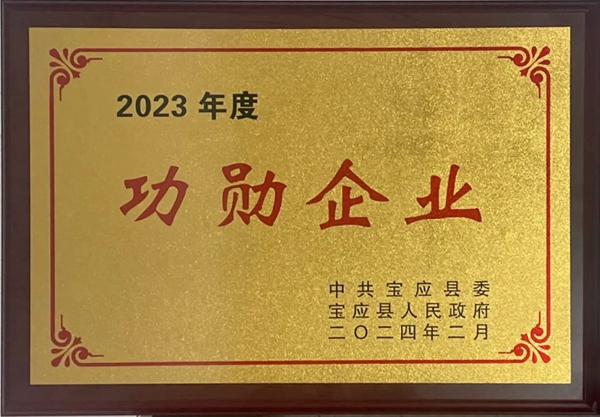 2023 年度
功勋企业
中共宝应县委
宝应县人民政府
二〇二四年二月